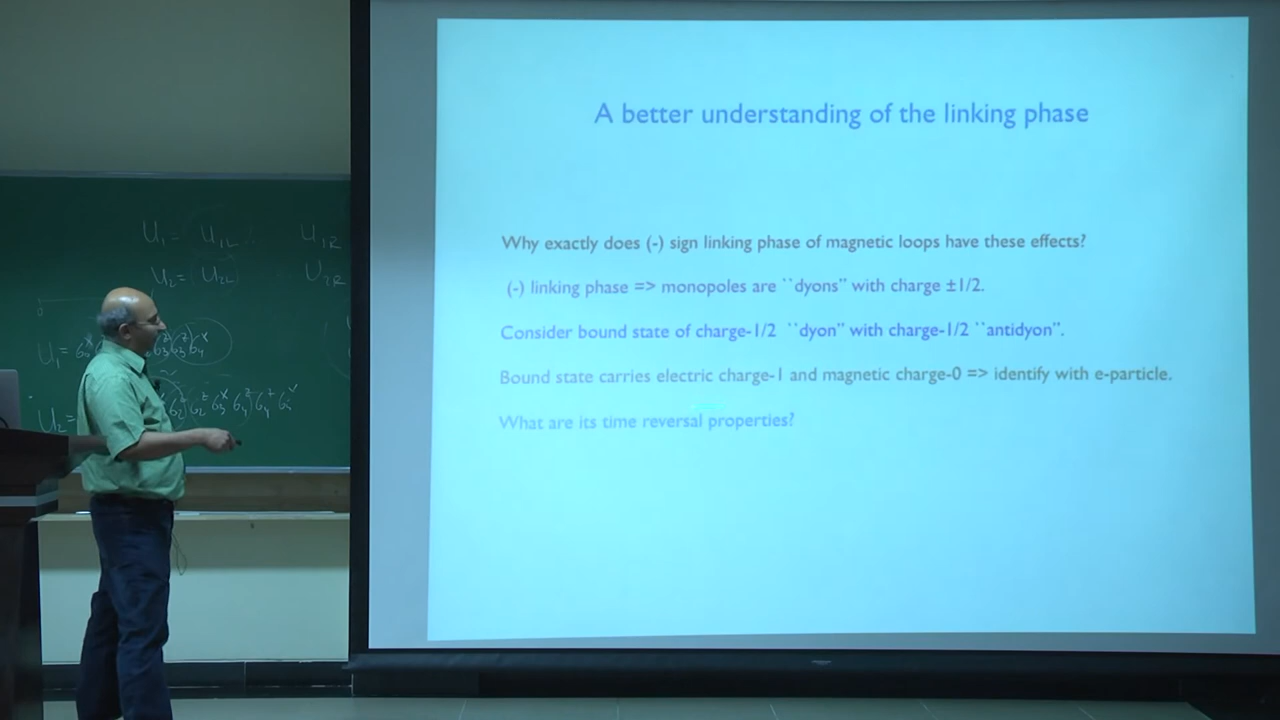 A better understanding of the linking phase
Why exactly does (-) sign linking phase of magnetic loops have these effects?
(-) linking phase => monopoles are ``dyons" with charge ±1/2.
Consider bound state of charge-1/2 ``dyon" with charge-1/2 ``antidyon".
Bound state carries electric charge-1 and magnetic charge-0 => identify with e-particle.
What are its time reversal properties?
U₁ = U₁L U₁R
U₂ = U₂L U₂R
U₁ =
U₂ =